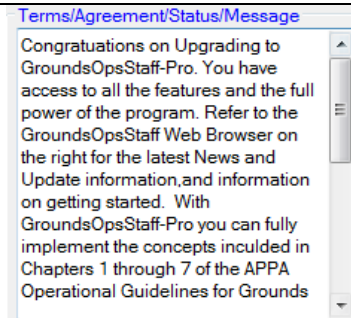 Terms/Agreement/Status/Message
Congratuations on Upgrading to
GroundsOpsStaff-Pro. You have
access to all the features and the full
power of the program. Refer to the
GroundsOpsStaff Web Browser on
the right for the latest News and
Update information,and information
on getting started.  With
GroundsOpsStaff-Pro you can fully
implement the concepts inculded in
Chapters 1 through 7 of the APPA
Operational Guidelines for Grounds